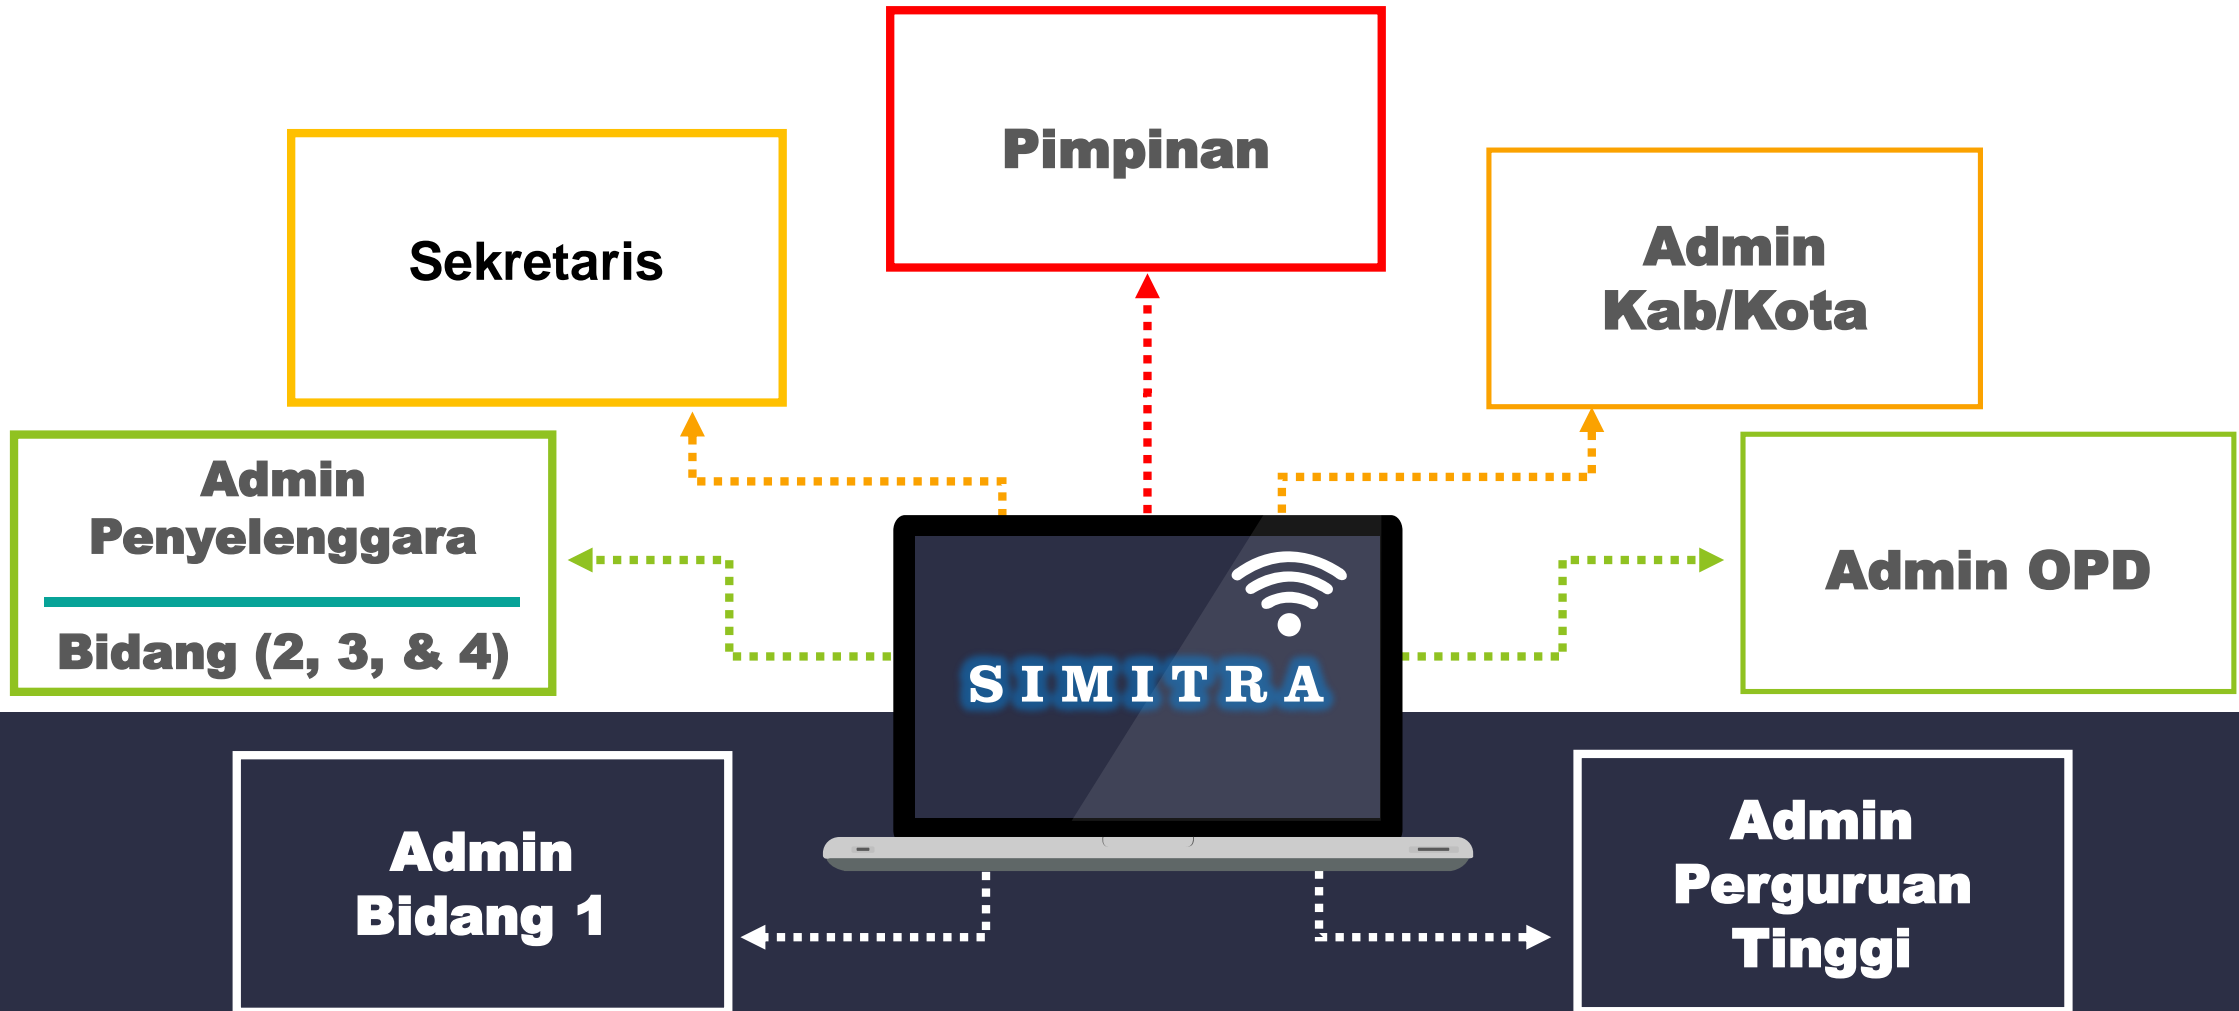 Pimpinan
Sekretaris
Admin
Kab/Kota
Admin
Penyelenggara
Bidang (2, 3, & 4)
Admin OPD
SIMITRA
Admin
Bidang 1
Admin
Perguruan
Tinggi